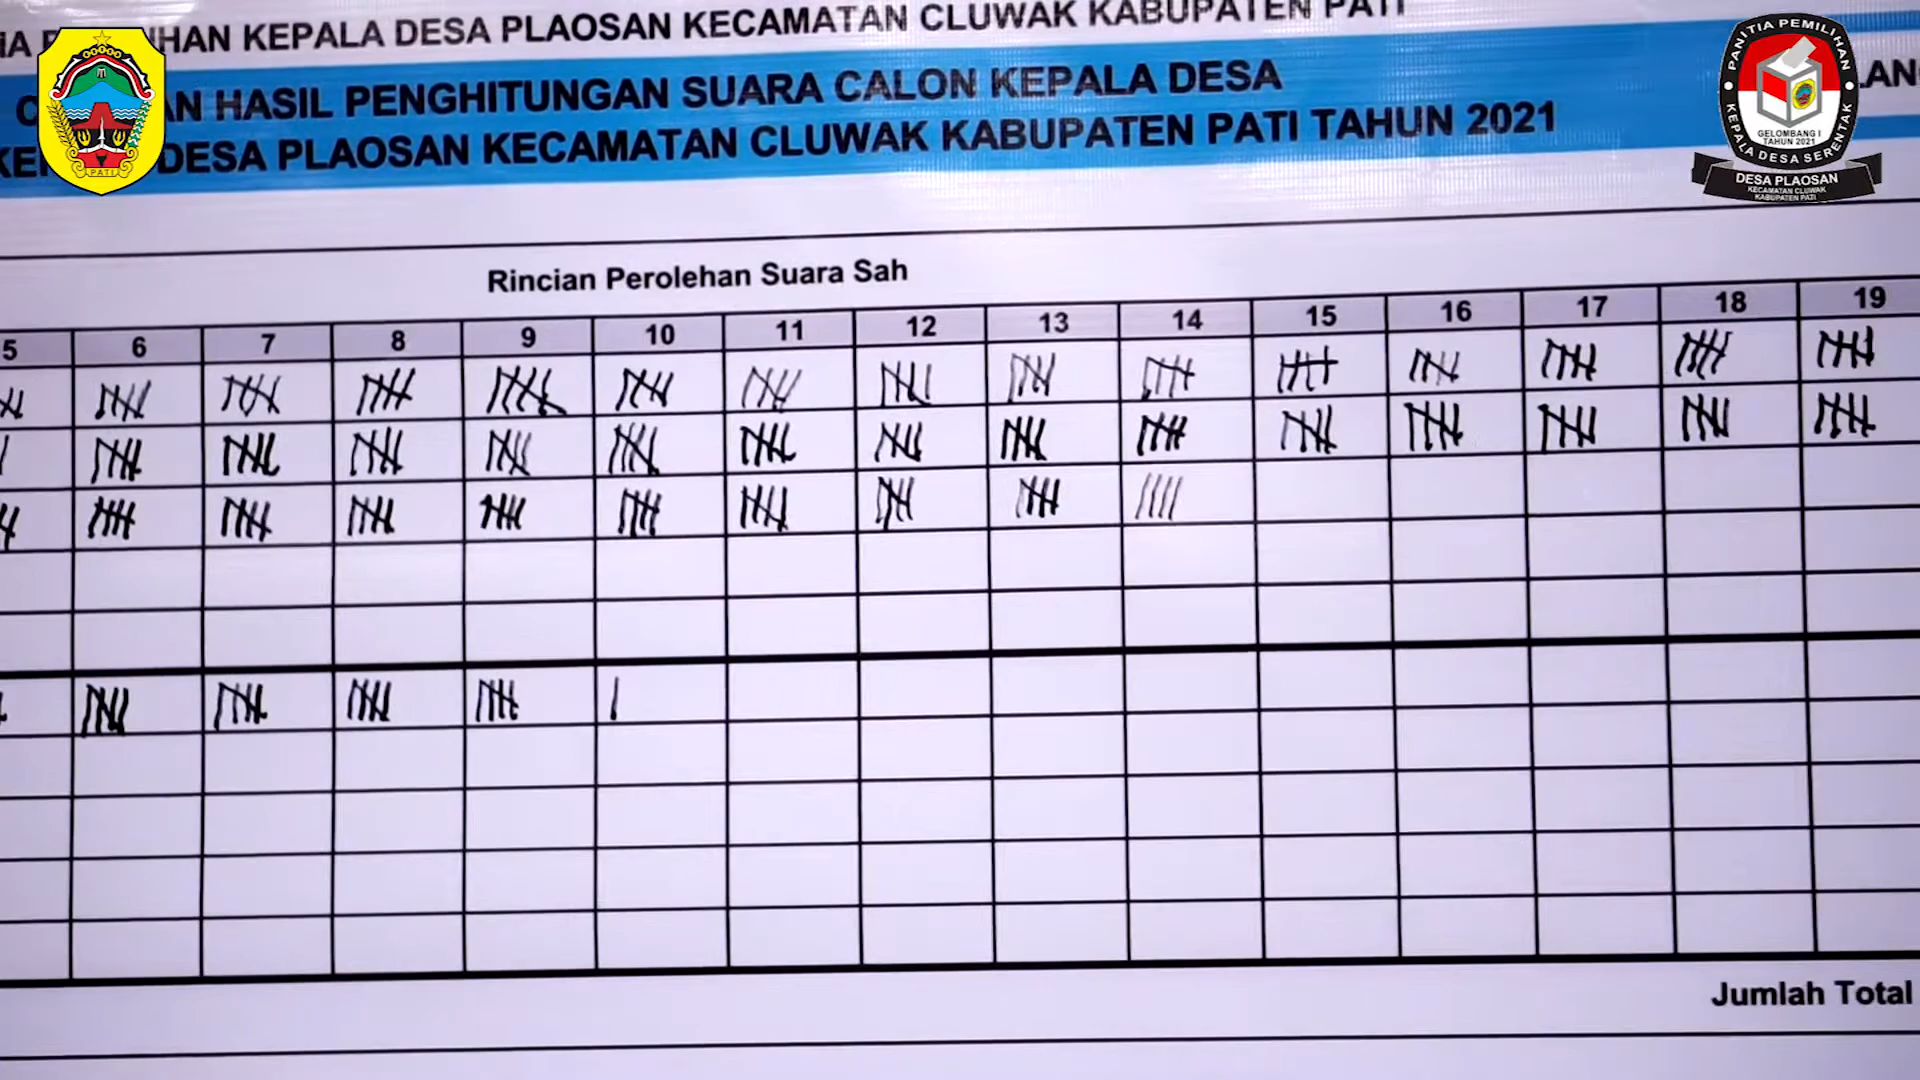 HAN KEPALA DESA PLAOSAN KECAMATAN CLUWAK KABUPATEN PATI
HASIL PENGHITUNGAN SUARA CALON KEPALA DESA
DESA PLAOSAN KECAMATAN CLUWAK KABUPATEN PATI TAHUN 2021
PATI
PANITIA PEMILIHAN
KEPALA DESA SERENTAK
GELOMBANG I
TAHUN 2021
DESA PLAOSAN
KECAMATAN CLUWAK
KABUPATEN PATI
Rincian Perolehan Suara Sah
5 6 7 8 9 10 11 12 13 14 15 16 17 18 19
Jumlah Total